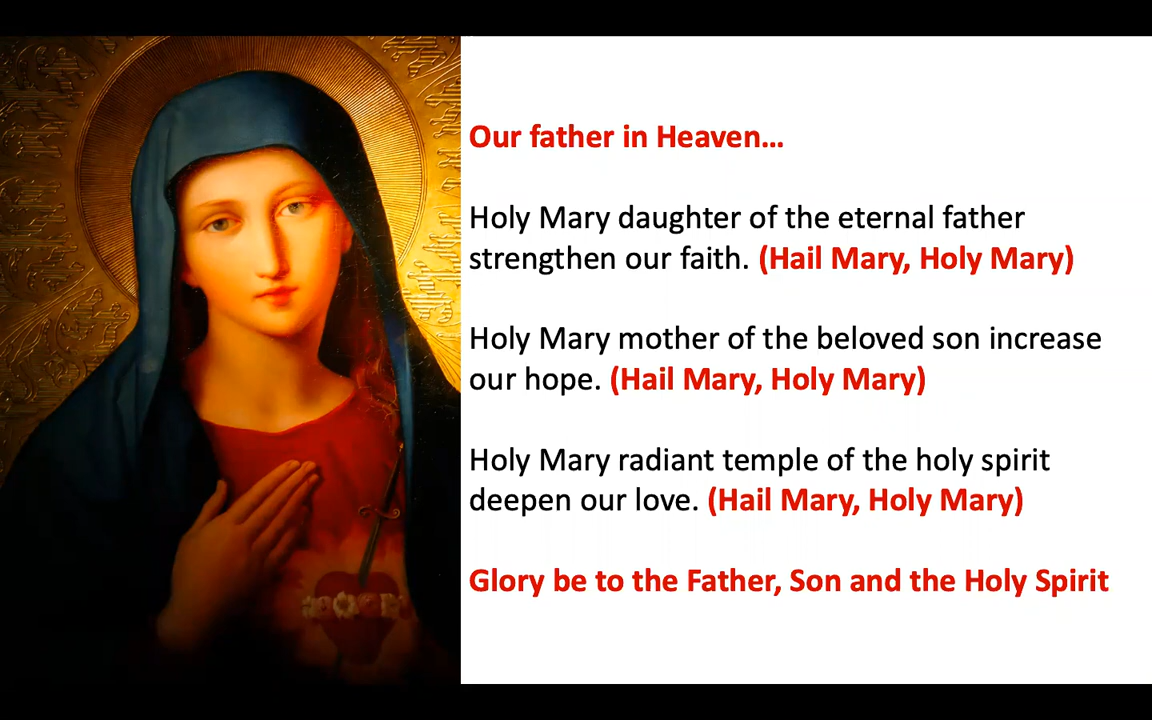 Our father in Heaven...
Holy Mary daughter of the eternal father
strengthen our faith. (Hail Mary, Holy Mary)
Holy Mary mother of the beloved son increase
our hope. (Hail Mary, Holy Mary)
Holy Mary radiant temple of the holy spirit
deepen our love. (Hail Mary, Holy Mary)
Glory be to the Father, Son and the Holy Spirit